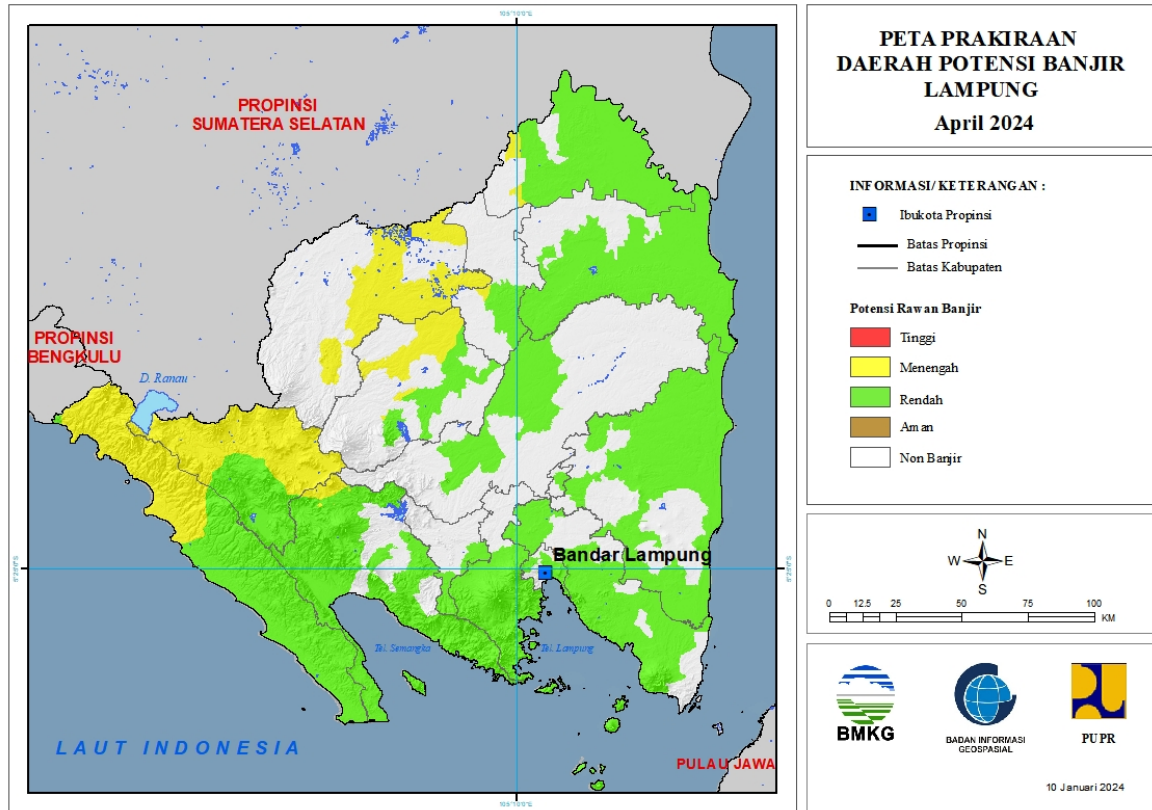 PETA PRAKIRAAN
DAERAH POTENSI BANJIR
LAMPUNG
April 2024
INFORMASI/ KETERANGAN :
Ibukota Propinsi
Batas Propinsi
Batas Kabupaten
Potensi Rawan Banjir
Tinggi
Menengah
Rendah
Aman
Non Banjir
N
W E
S
0 12.5 25 50 75 100
KM
BMKG
BADAN INFORMASI
GEOSPASIAL
PUPR
10 Januari 2024
PROPINSI
SUMATERA SELATAN
PROPINSI
BENGKULU
D. Ranau
Bandar Lampung
Tel. Semangka
Tel. Lampung
LAUT INDONESIA
PULAU JAWA